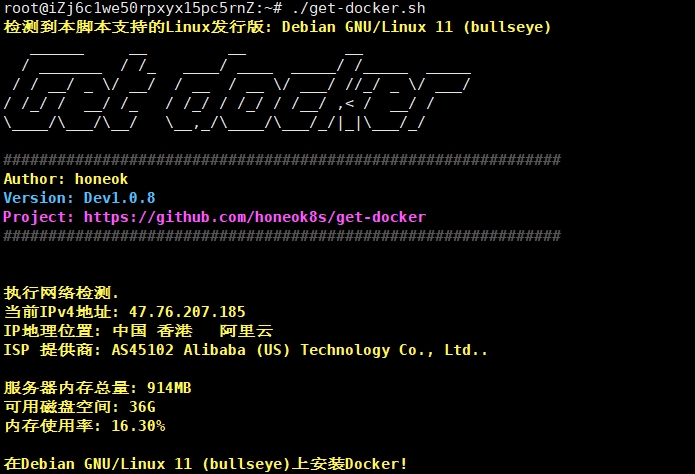 root@iZj6c1we50rpxyx15pc5rnZ:~# ./get-docker.sh
检测到本脚本支持的Linux发行版: Debian GNU/Linux 11 (bullseye)
get docker
################################################################
Author: honeok
Version: Dev1.0.8
Project: https://github.com/honeok8s/get-docker
################################################################
执行网络检测.
当前IPv4地址: 47.76.207.185
IP地理位置: 中国 香港   阿里云
ISP 提供商: AS45102 Alibaba (US) Technology Co., Ltd..
服务器内存总量: 914MB
可用磁盘空间: 36G
内存使用率: 16.30%
在Debian GNU/Linux 11 (bullseye)上安装Docker!